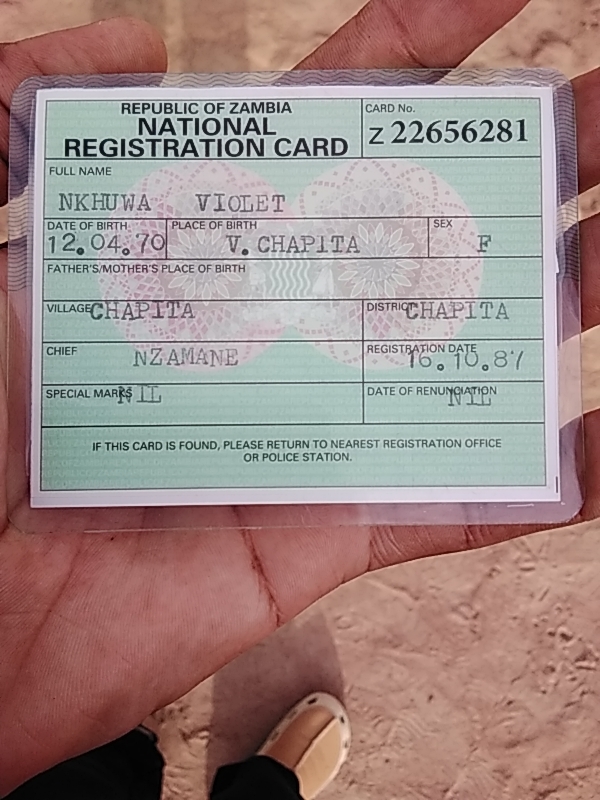 REPUBLIC OF ZAMBIA
NATIONAL
REGISTRATION CARD
CARD No.
Z 22656281
FULL NAME
NKHUWA VIOLET
DATE OF BIRTH
12.04.70
PLACE OF BIRTH
V. CHAPITA
SEX
F
FATHER'S/MOTHER'S PLACE OF BIRTH
VILLAGE CHAPITA
DISTRICT CHAPITA
CHIEF NZAMANE
REGISTRATION DATE
16.10.87
SPECIAL MARKS NIL
DATE OF RENUNCIATION
NIL
IF THIS CARD IS FOUND, PLEASE RETURN TO NEAREST REGISTRATION OFFICE
OR POLICE STATION.